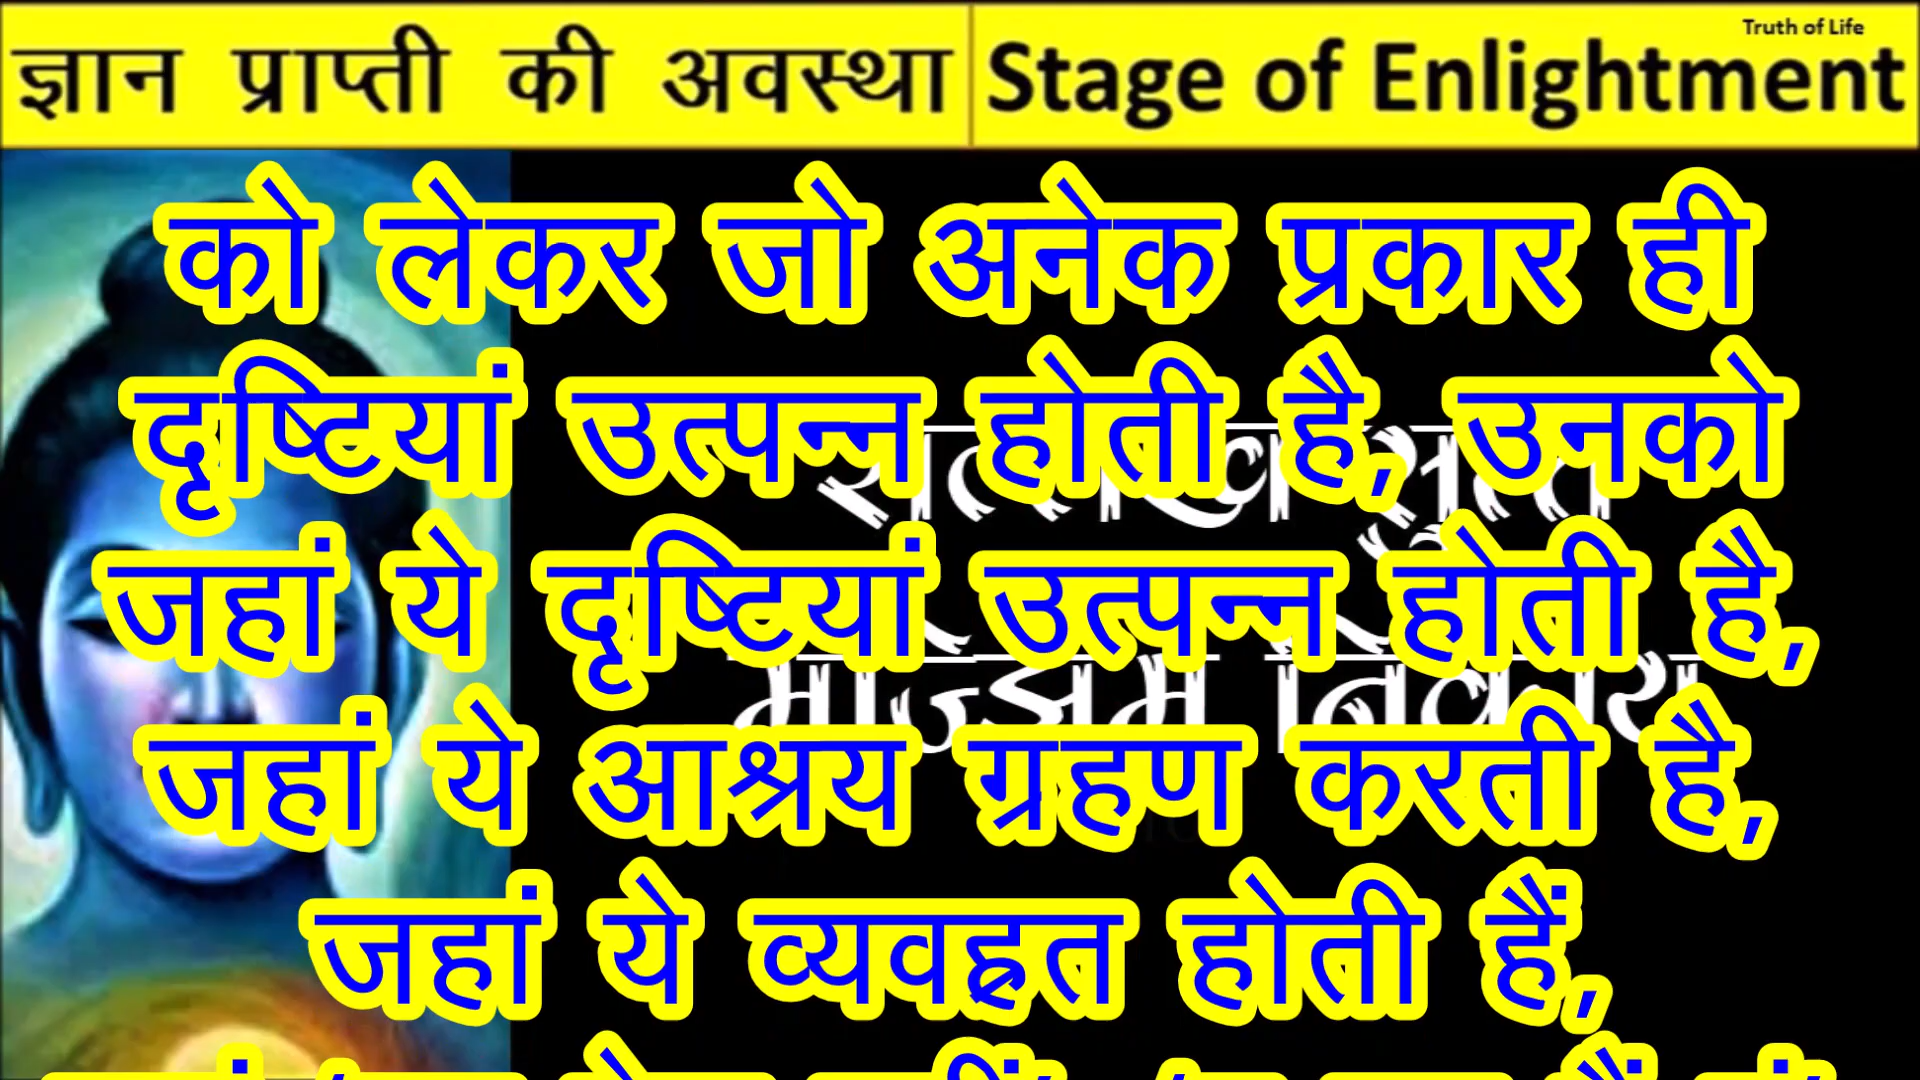 Truth of Life
ज्ञान प्राप्ती की अवस्था Stage of Enlightment
को लेकर जो अनेक प्रकार ही
दृष्टियां उत्पन्न होती है, उनको
जहां ये दृष्टियां उत्पन्न होती है,
जहां ये आश्रय ग्रहण करती है,
जहां ये व्यवह्रत होती हैं,